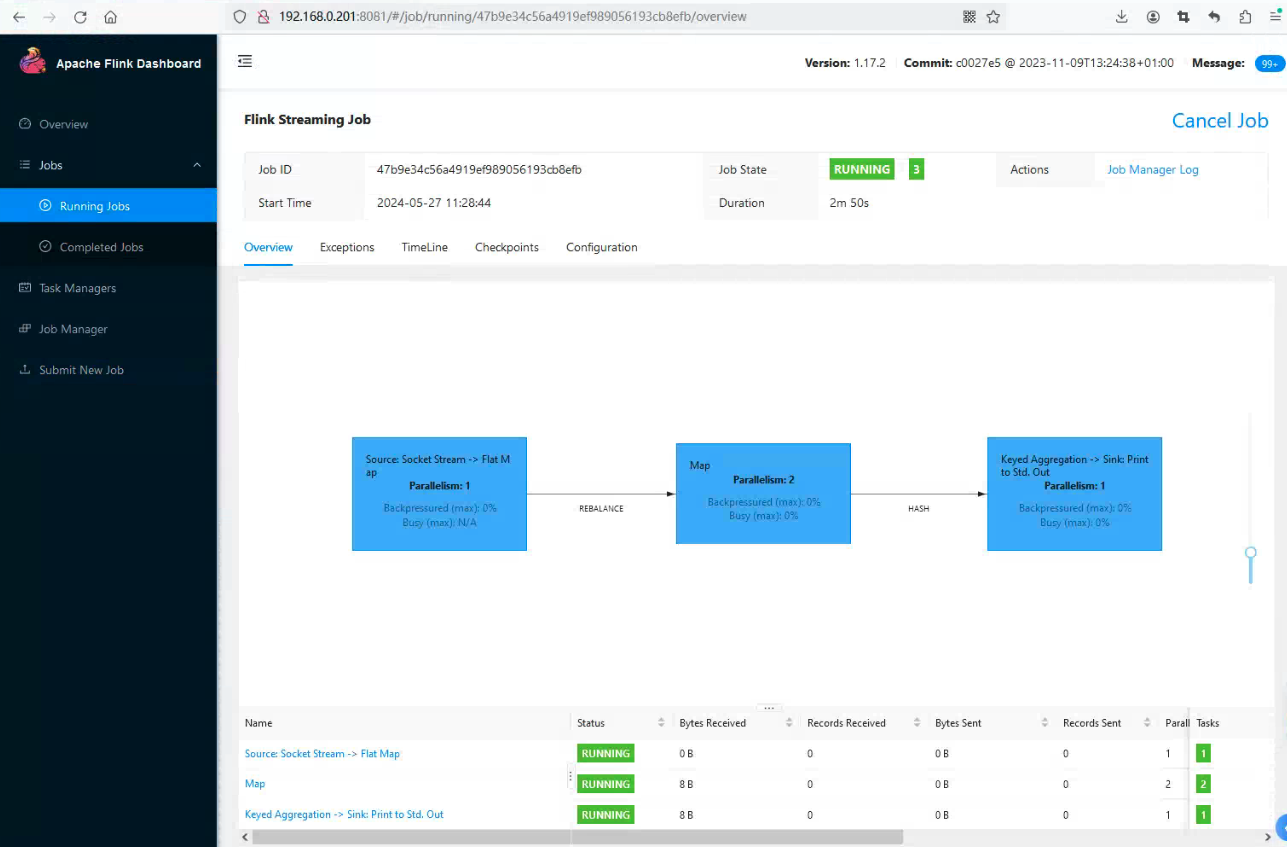 192.168.0.201:8081/#/job/running/47b9e34c56a4919ef989056193cb8efb/overview
Apache Flink Dashboard
Version: 1.17.2 Commit: c0027e5 @ 2023-11-09T13:24:38+01:00 Message: 99+
Overview
Jobs
Running Jobs
Completed Jobs
Task Managers
Job Manager
Submit New Job
Flink Streaming Job
Cancel Job
Job ID 47b9e34c56a4919ef989056193cb8efb Job State RUNNING 3 Actions Job Manager Log
Start Time 2024-05-27 11:28:44 Duration 2m 50s
Overview Exceptions TimeLine Checkpoints Configuration
Source: Socket Stream -> Flat M
ap
Parallelism: 1
Backpressured (max): 0%
Busy (max): N/A
REBALANCE
Map
Parallelism: 2
Backpressured (max): 0%
Busy (max): 0%
HASH
Keyed Aggregation -> Sink: Print
to Std. Out
Parallelism: 1
Backpressured (max): 0%
Busy (max): 0%
Name Status Bytes Received Records Received Bytes Sent Records Sent Parall Tasks
Source: Socket Stream -> Flat Map RUNNING 0 B 0 0 B 0 1 1
Map RUNNING 8 B 0 0 B 0 2 2
Keyed Aggregation -> Sink: Print to Std. Out RUNNING 8 B 0 0 B 0 1 1